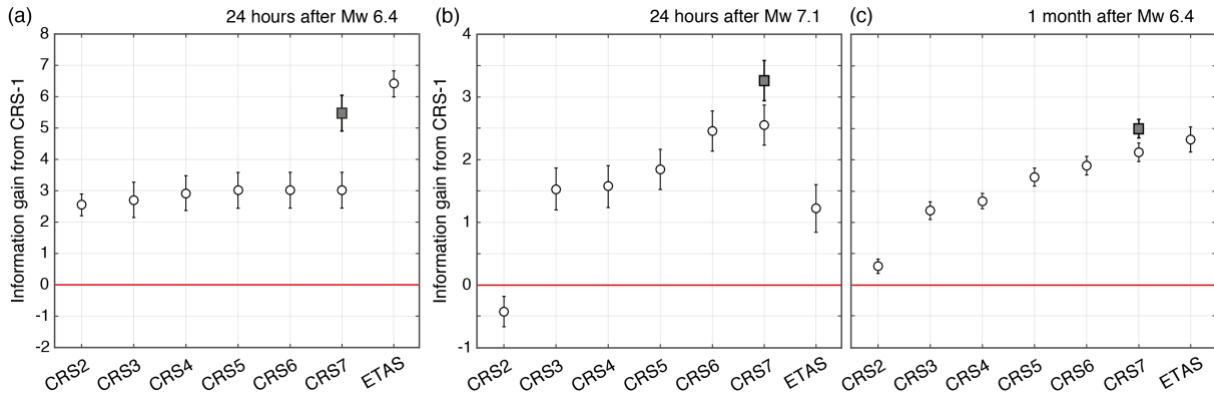 (a)
24 hours after Mw 6.4
(b)
24 hours after Mw 7.1
(c)
1 month after Mw 6.4
Information gain from CRS-1
8
7
6
5
4
3
2
1
0
-1
-2
CRS2
CRS3
CRS4
CRS5
CRS6
CRS7
ETAS
Information gain from CRS-1
4
3
2
1
0
-1
CRS2
CRS3
CRS4
CRS5
CRS6
CRS7
ETAS
CRS2
CRS3
CRS4
CRS5
CRS6
CRS7
ETAS